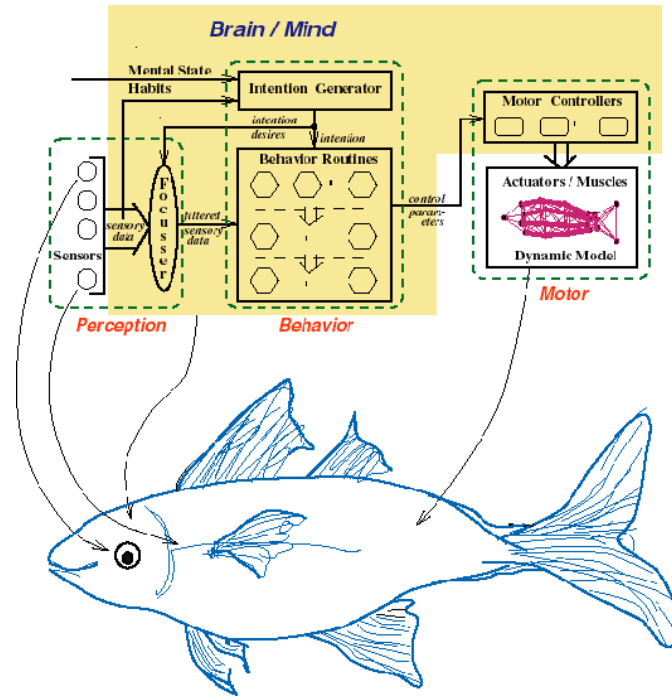 Brain / Mind
Mental State
Habits
Intention Generator
intention
desires
intention
Motor Controllers
Behavior Routines
Actuators / Muscles
Dynamic Model
Sensors
sensory
data
Focusser
filtered
sensory
data
control
param-
eters
Perception
Behavior
Motor